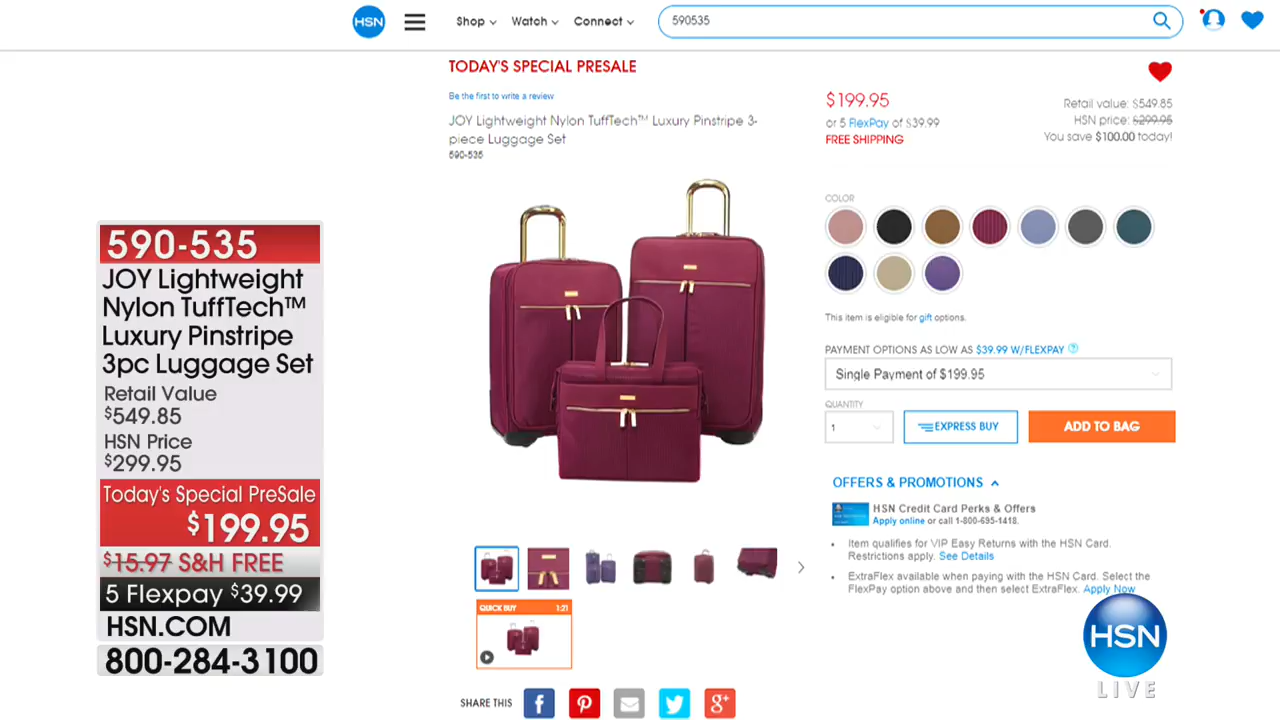 HSN
Shop
Watch
Connect
590535
TODAY'S SPECIAL PRESALE
Be the first to write a review
JOY Lightweight Nylon TuffTech™ Luxury Pinstripe 3-
piece Luggage Set
590-535
$199.95
or 5 FlexPay of $39.99
FREE SHIPPING
Retail value: $549.85
HSN price: $299.95
You save $100.00 today!
COLOR
This item is eligible for gift options.
PAYMENT OPTIONS AS LOW AS $39.99 W/FLEXPAY ?
Single Payment of $199.95
QUANTITY
1
EXPRESS BUY
ADD TO BAG
OFFERS & PROMOTIONS
HSN Credit Card Perks & Offers
Apply online or call 1-800-695-1418.
• Item qualifies for VIP Easy Returns with the HSN Card.
Restrictions apply. See Details
• ExtraFlex available when paying with the HSN Card. Select the
FlexPay option above and then select ExtraFlex. Apply Now
QUICK BUY 1:21
SHARE THIS
f
g+
590-535
JOY Lightweight
Nylon TuffTech™
Luxury Pinstripe
3pc Luggage Set
Retail Value
$549.85
HSN Price
$299.95
Today's Special PreSale
$199.95
$15.97 S&H FREE
5 Flexpay $39.99
HSN.COM
800-284-3100
HSN
LIVE